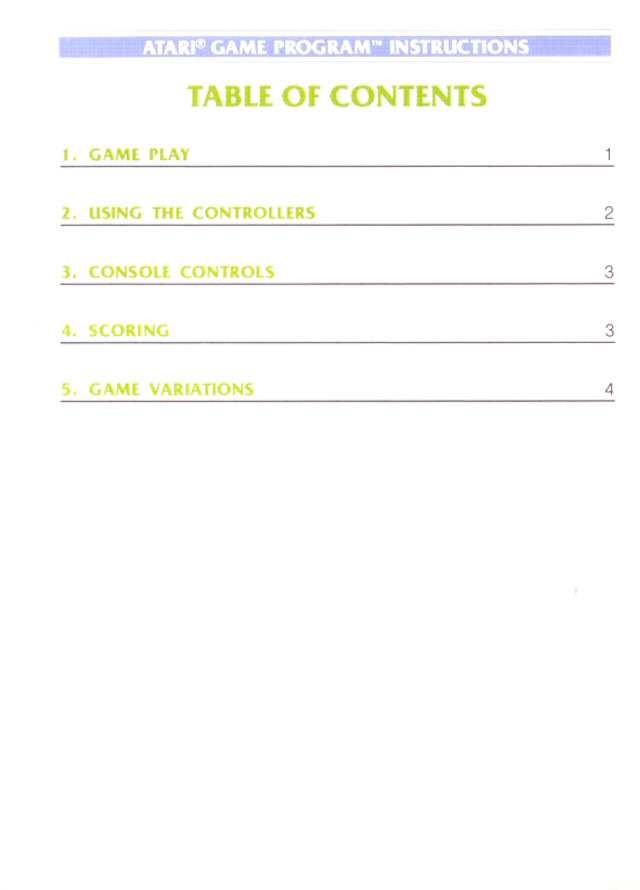 ATARI® GAME PROGRAM™ INSTRUCTIONS
TABLE OF CONTENTS
1. GAME PLAY 1
2. USING THE CONTROLLERS 2
3. CONSOLE CONTROLS 3
4. SCORING 3
5. GAME VARIATIONS 4